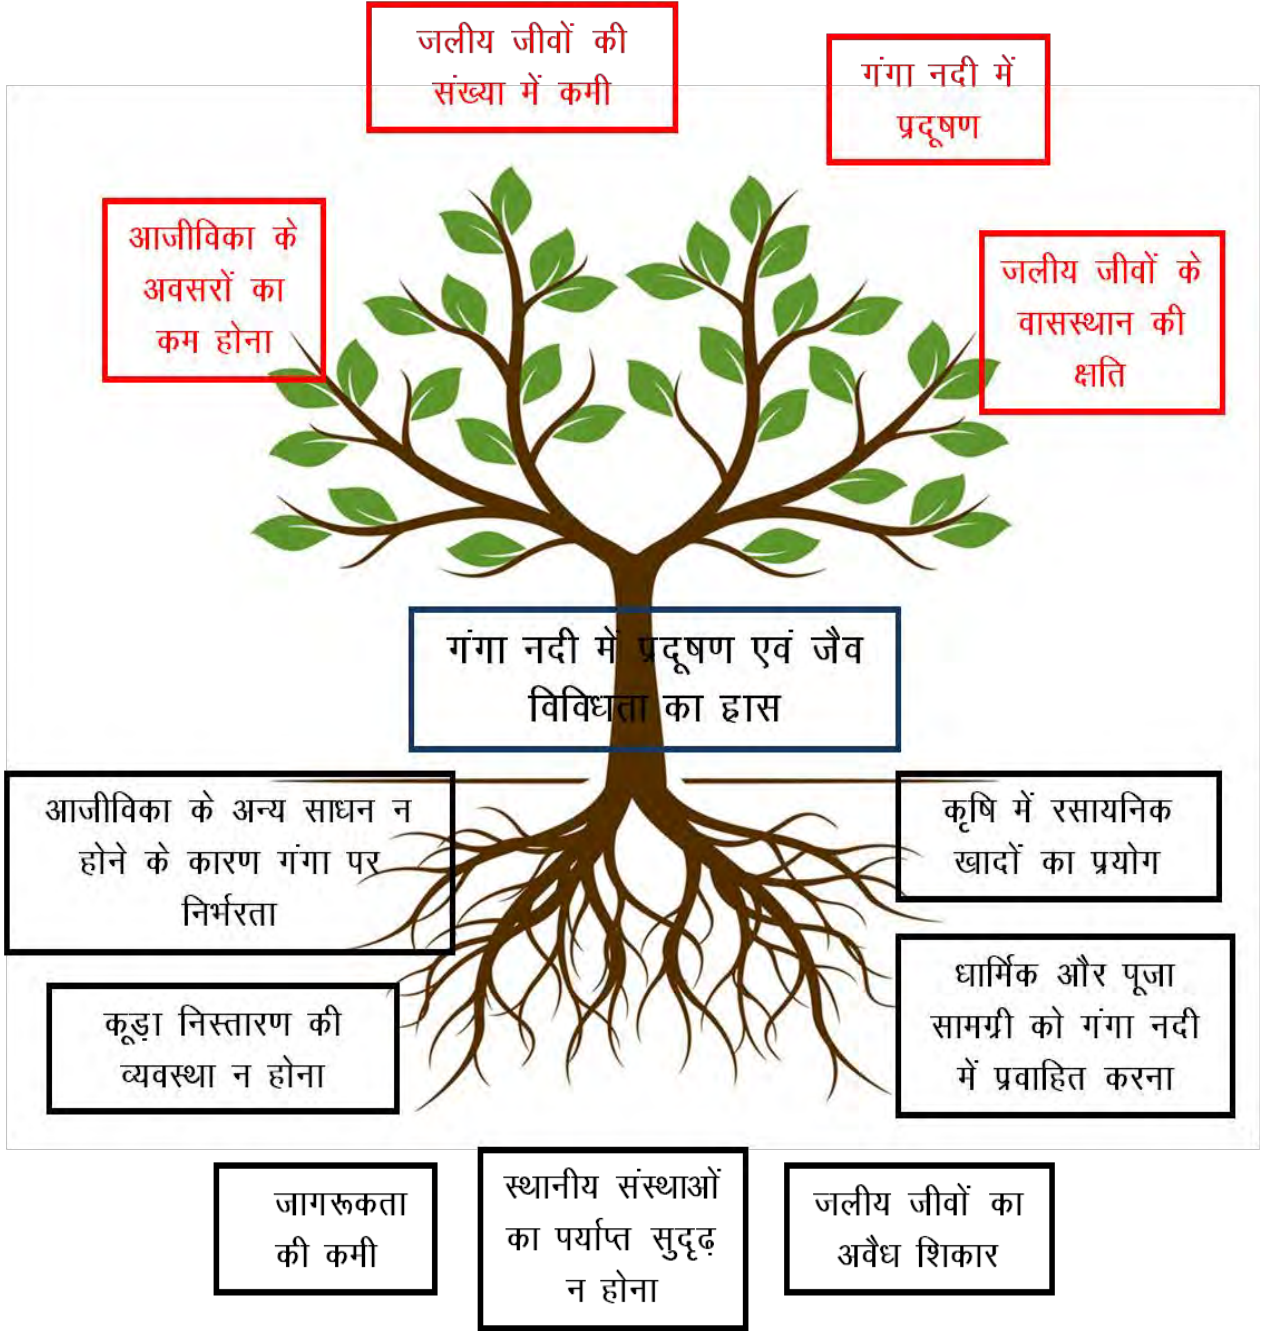 जलीय जीवों की
संख्या में कमी
गंगा नदी में
प्रदूषण
आजीविका के
अवसरों का
कम होना
जलीय जीवों के
वासस्थान की
क्षति
गंगा नदी में प्रदूषण एवं जैव
विविधता का ह्रास
आजीविका के अन्य साधन न
होने के कारण गंगा पर
निर्भरता
कृषि में रसायनिक
खादों का प्रयोग
कूड़ा निस्तारण की
व्यवस्था न होना
धार्मिक और पूजा
सामग्री को गंगा नदी
में प्रवाहित करना
जागरूकता
की कमी
स्थानीय संस्थाओं
का पर्याप्त सुदृढ़
न होना
जलीय जीवों का
अवैध शिकार